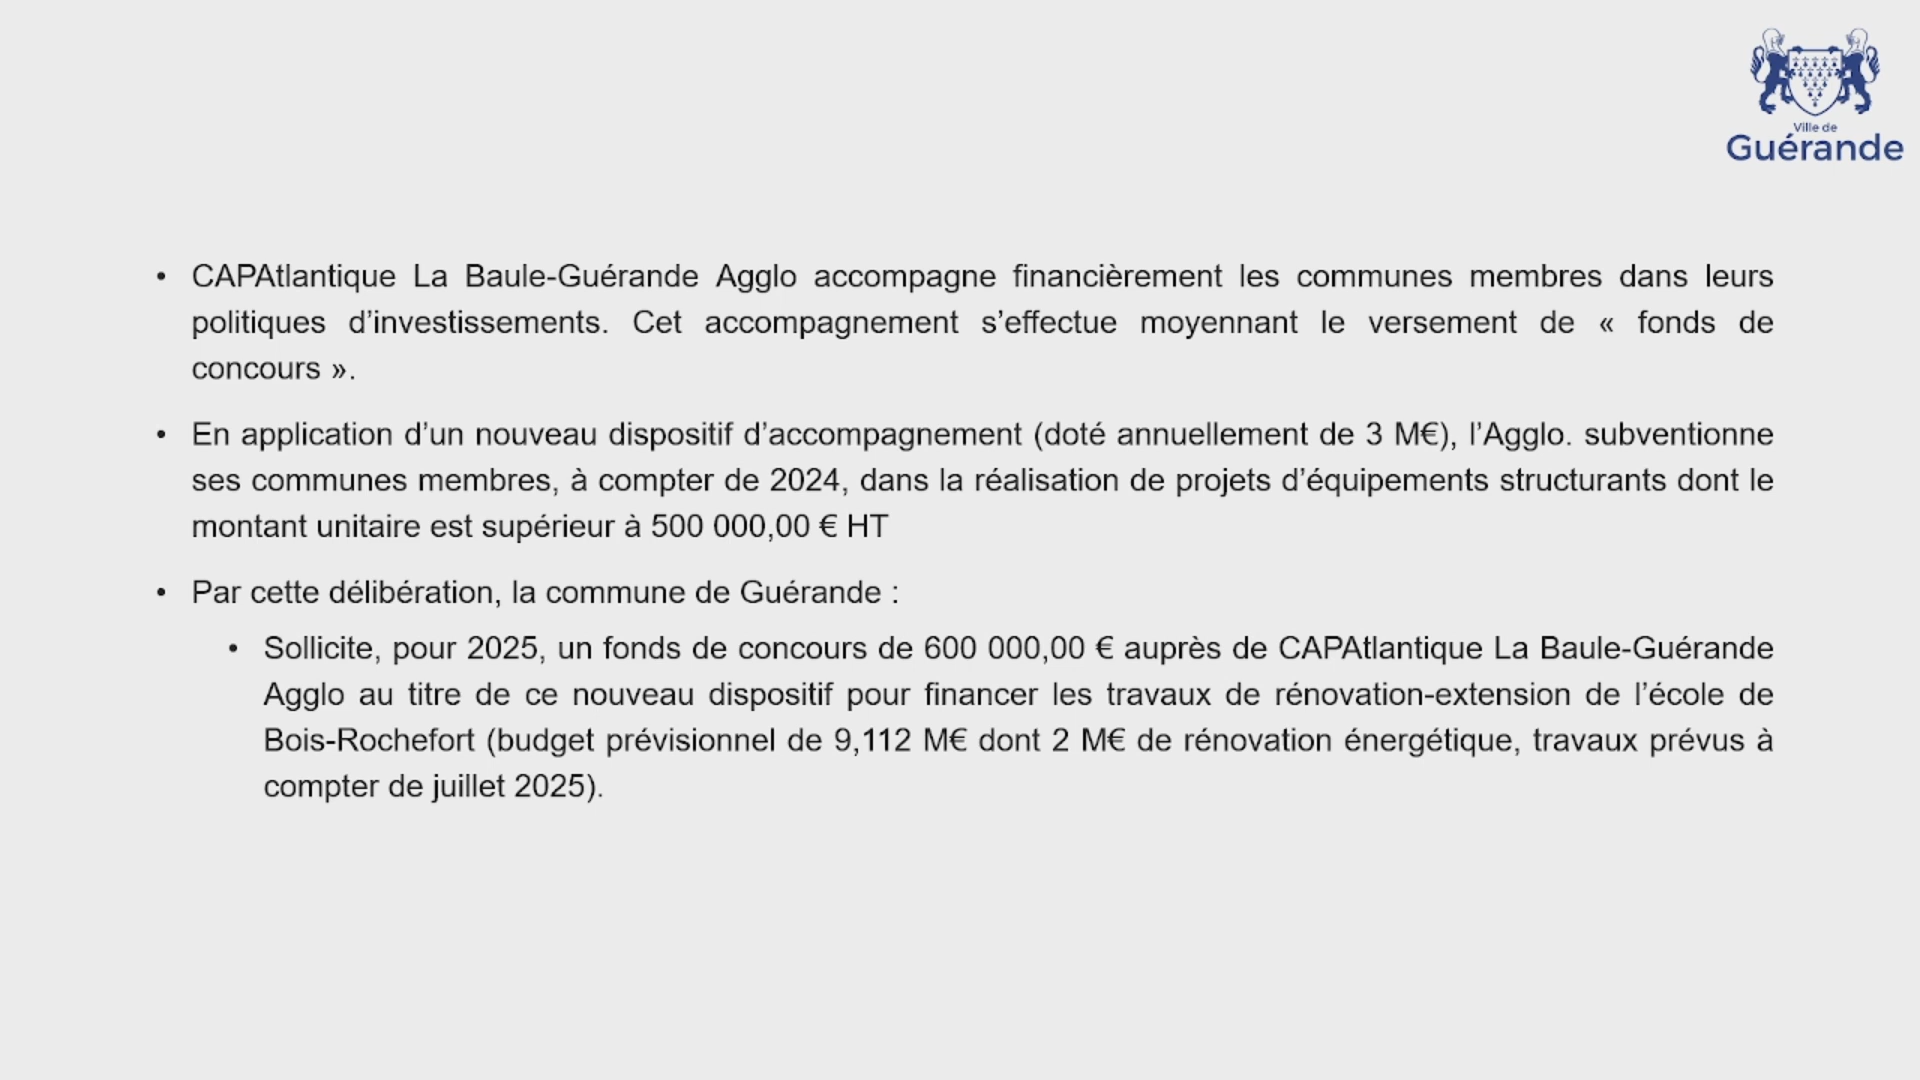 Ville de
Guérande
• CAPAtlantique La Baule-Guérande Agglo accompagne financièrement les communes membres dans leurs
politiques d’investissements. Cet accompagnement s’effectue moyennant le versement de « fonds de
concours ».
• En application d’un nouveau dispositif d’accompagnement (doté annuellement de 3 M€), l’Agglo. subventionne
ses communes membres, à compter de 2024, dans la réalisation de projets d’équipements structurants dont le
montant unitaire est supérieur à 500 000,00 € HT
• Par cette délibération, la commune de Guérande :
• Sollicite, pour 2025, un fonds de concours de 600 000,00 € auprès de CAPAtlantique La Baule-Guérande
Agglo au titre de ce nouveau dispositif pour financer les travaux de rénovation-extension de l’école de
Bois-Rochefort (budget prévisionnel de 9,112 M€ dont 2 M€ de rénovation énergétique, travaux prévus à
compter de juillet 2025).